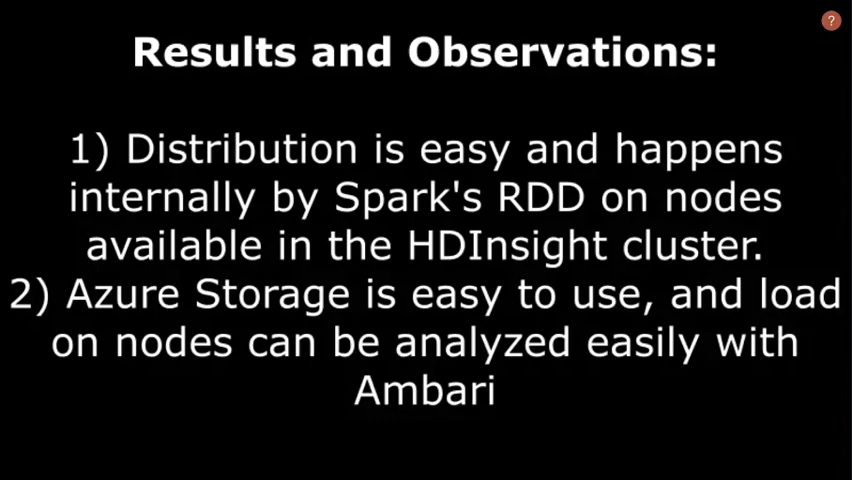 ?
Results and Observations:
1) Distribution is easy and happens
internally by Spark's RDD on nodes
available in the HDInsight cluster.
2) Azure Storage is easy to use, and load
on nodes can be analyzed easily with
Ambari